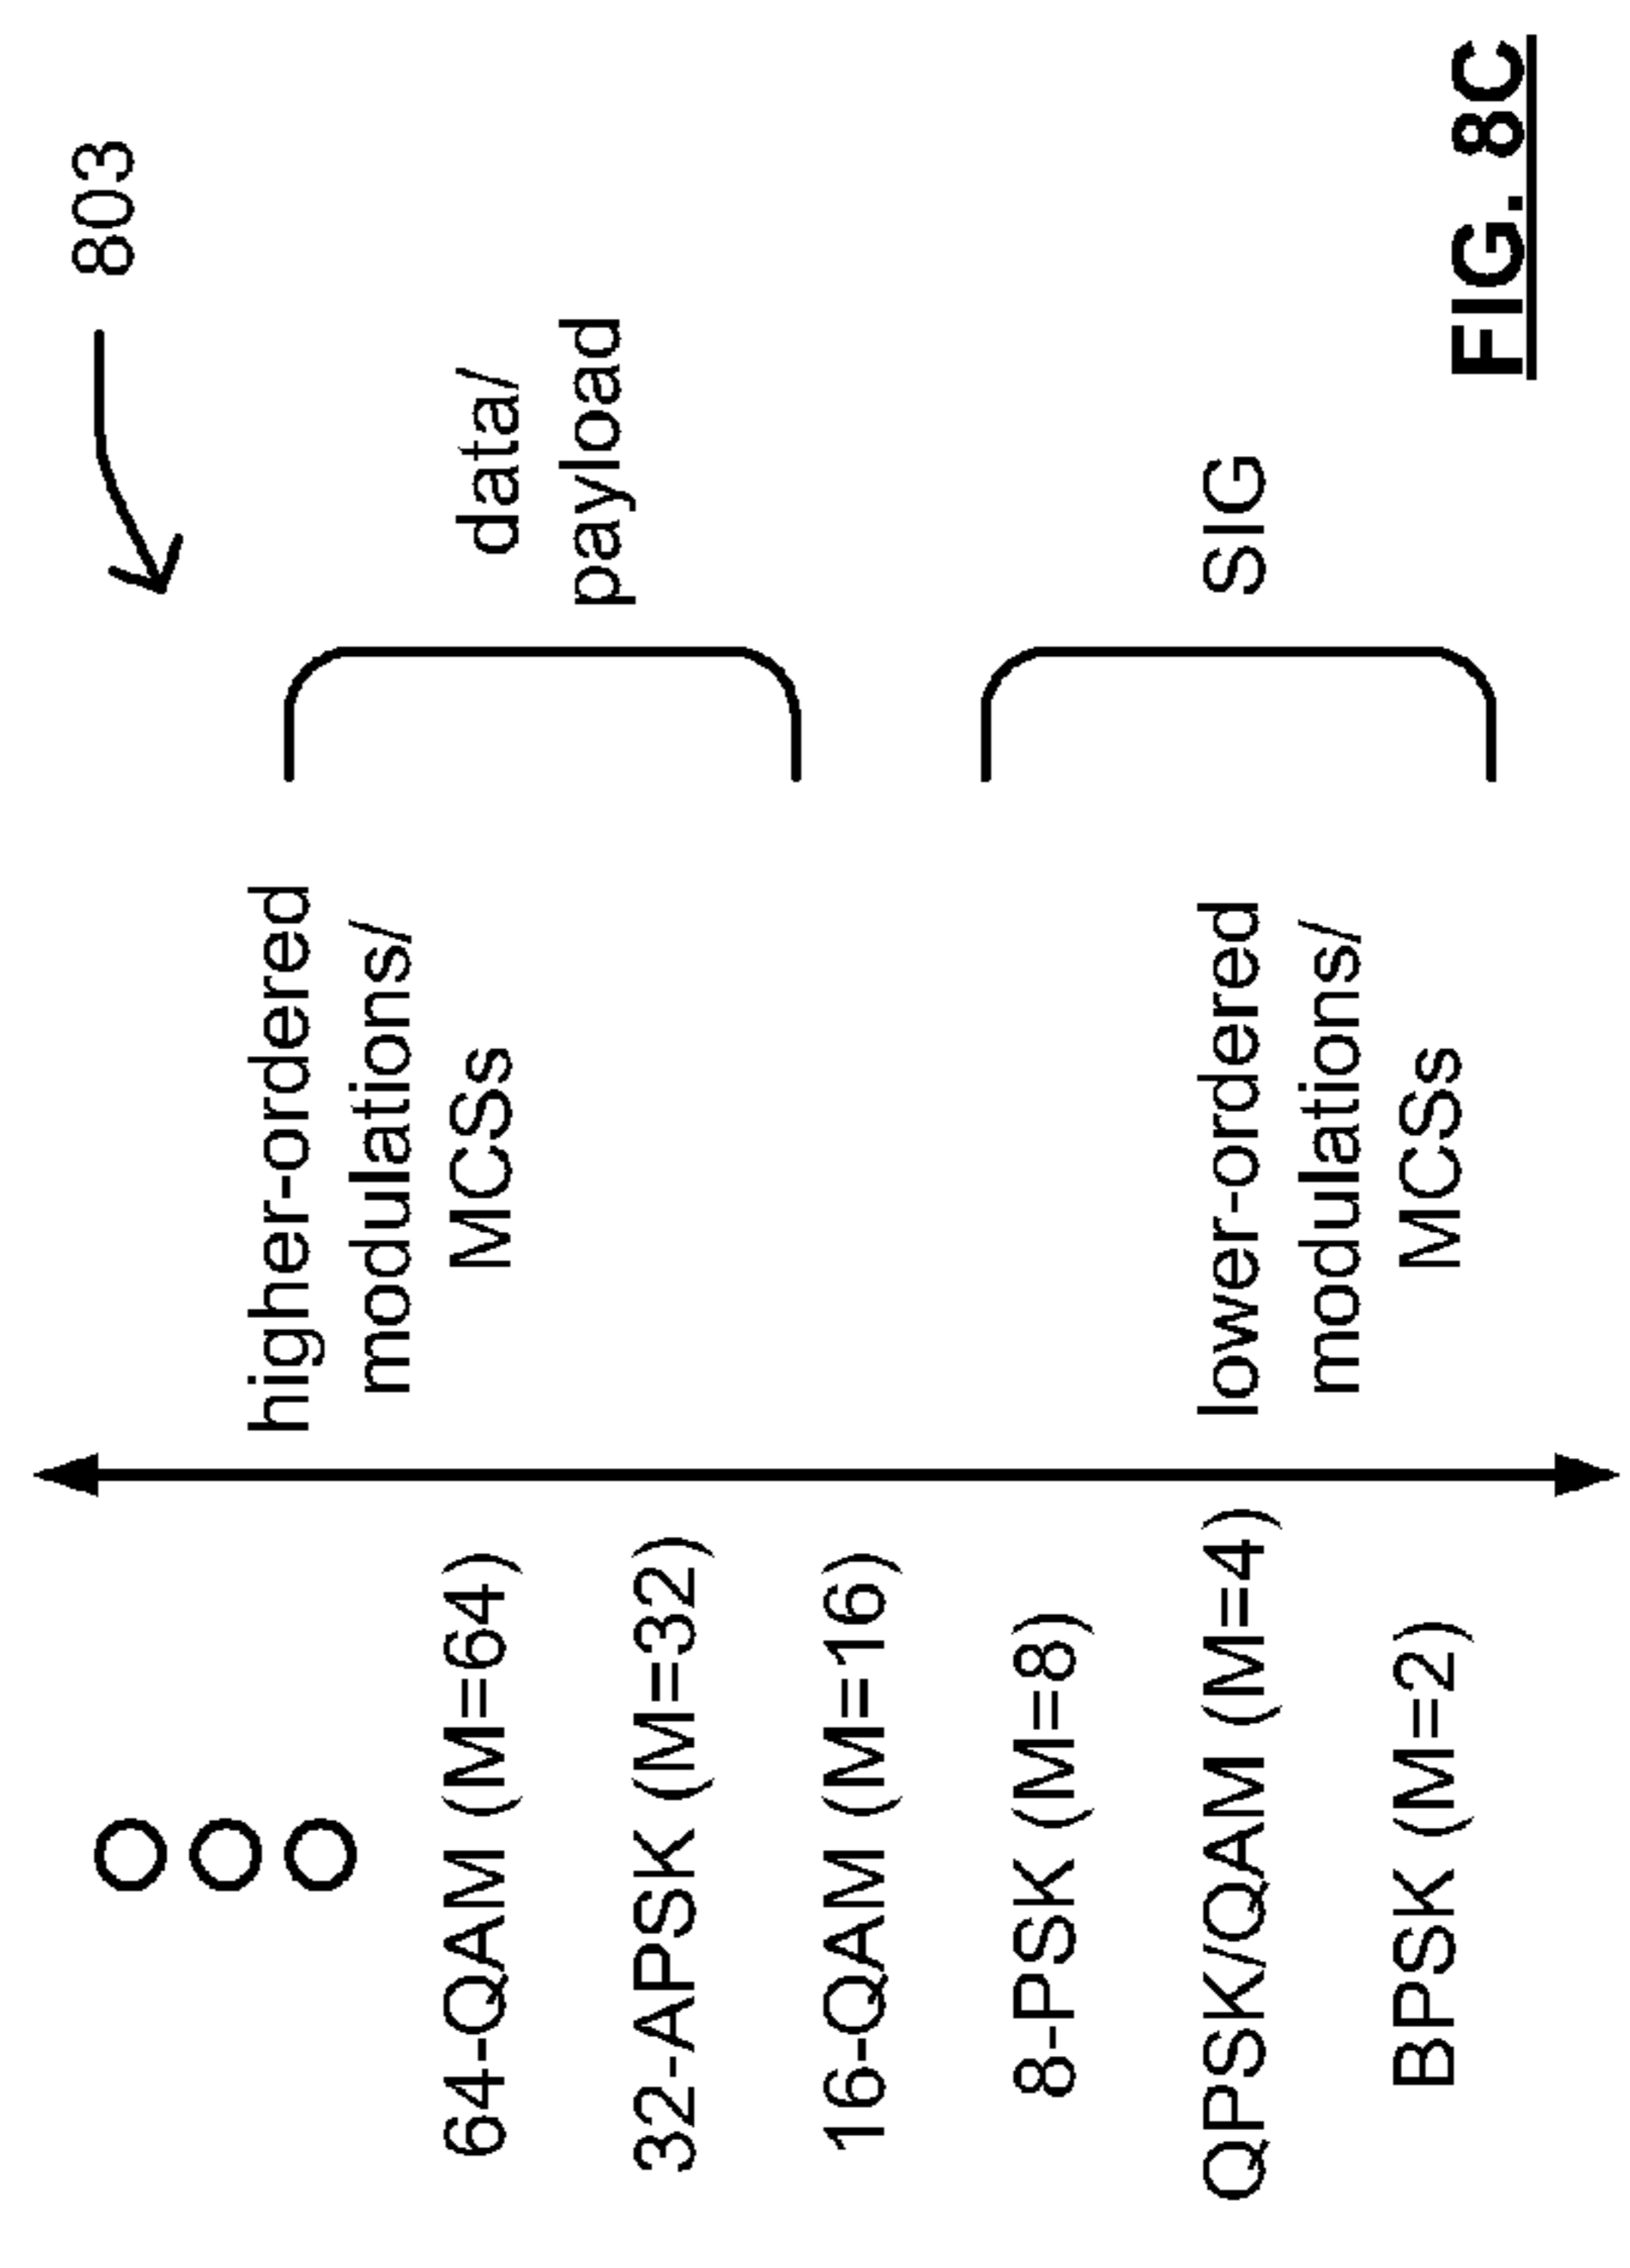 803
64-QAM (M=64)
32-APSK (M=32)
16-QAM (M=16)
8-PSK (M=8)
QPSK/QAM (M=4)
BPSK (M=2)
higher-ordered
modulations/
MCSs
lower-ordered
modulations/
MCSs
data/
payload
SIG
FIG. 8C